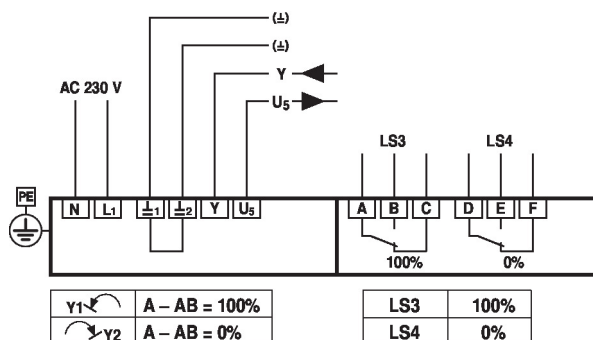 (⊥)
(⊥)
Y
U5
AC 230 V
LS3 LS4
PE
N L1 ⊥1 ⊥2 Y U5 A B C D E F
100% 0%
Y1 A – AB = 100%
Y2 A – AB = 0%
LS3 100%
LS4 0%